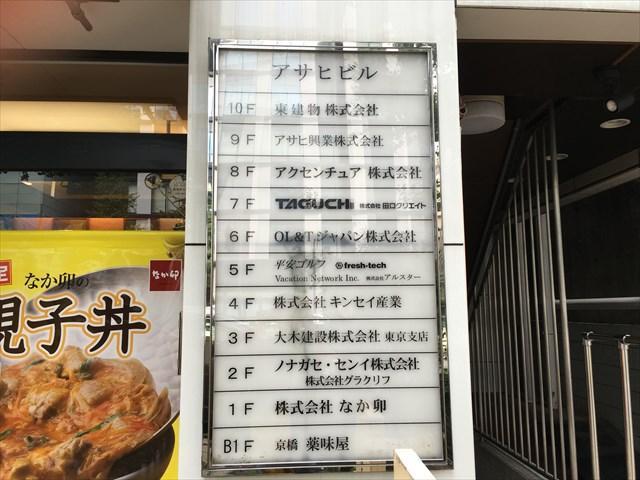 アサヒビル
10F 東建物 株式会社
9F アサヒ興業株式会社
8F アクセンチュア 株式会社
7F TAGUCHI 株式会社 田口クリエイト
6F OL&Tジャパン株式会社
5F 平安ゴルフ fresh-tech
Vacation Network Inc. 株式会社アルスター
4F 株式会社 キンセイ産業
3F 大木建設株式会社 東京支店
2F ノナガセ・センイ株式会社
株式会社グラクリフ
1F 株式会社 なか卯
B1F 京橋 薬味屋
なか卯の
なか卯
親子丼